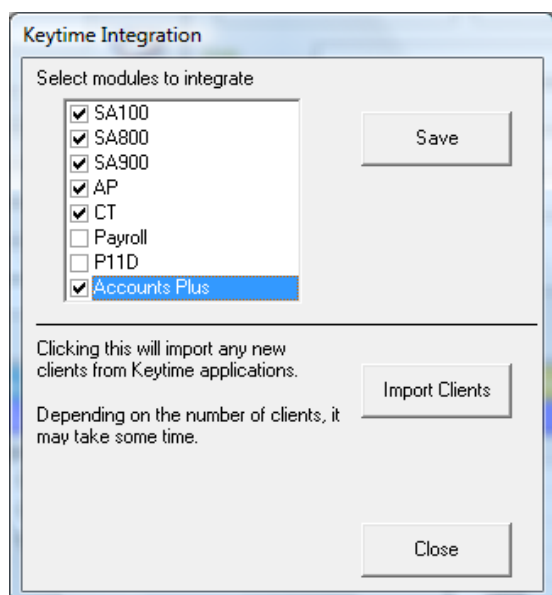 Keytime Integration
Select modules to integrate
SA100
SA800
SA900
AP
CT
Payroll
P11D
Accounts Plus
Save
Clicking this will import any new
clients from Keytime applications.
Depending on the number of clients, it
may take some time.
Import Clients
Close